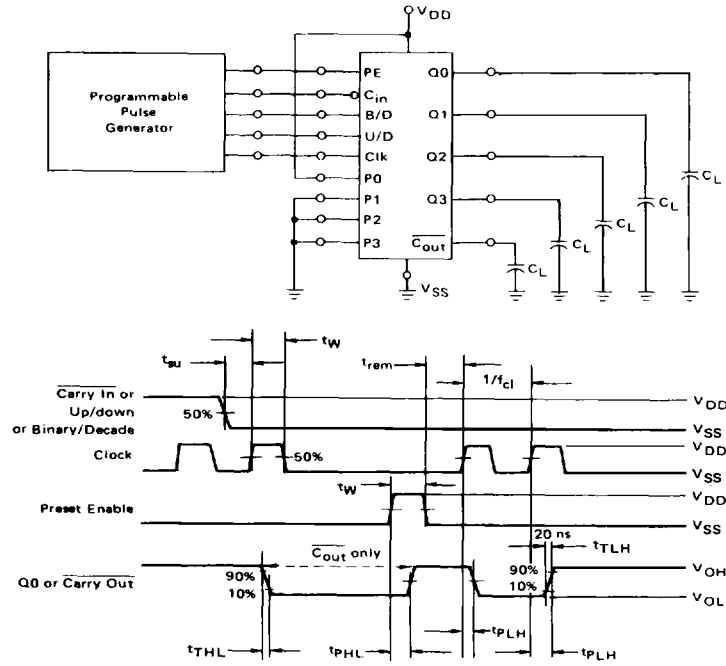 VDD
Programmable
Pulse
Generator
PE
Cin
B/D
U/D
Clk
P0
P1
P2
P3
Q0
Q1
Q2
Q3
Cout
CL
CL
CL
CL
CL
VSS
tsu
tW
trem
1/fcl
Carry In or
Up/down
or Binary/Decade
50%
VDD
VSS
Clock
50%
VDD
VSS
Preset Enable
tW
VDD
VSS
20 ns
tTLH
Q0 or Carry Out
90%
10%
Cout only
90%
10%
VOH
VOL
tTHL
tPHL
tPLH
tPLH